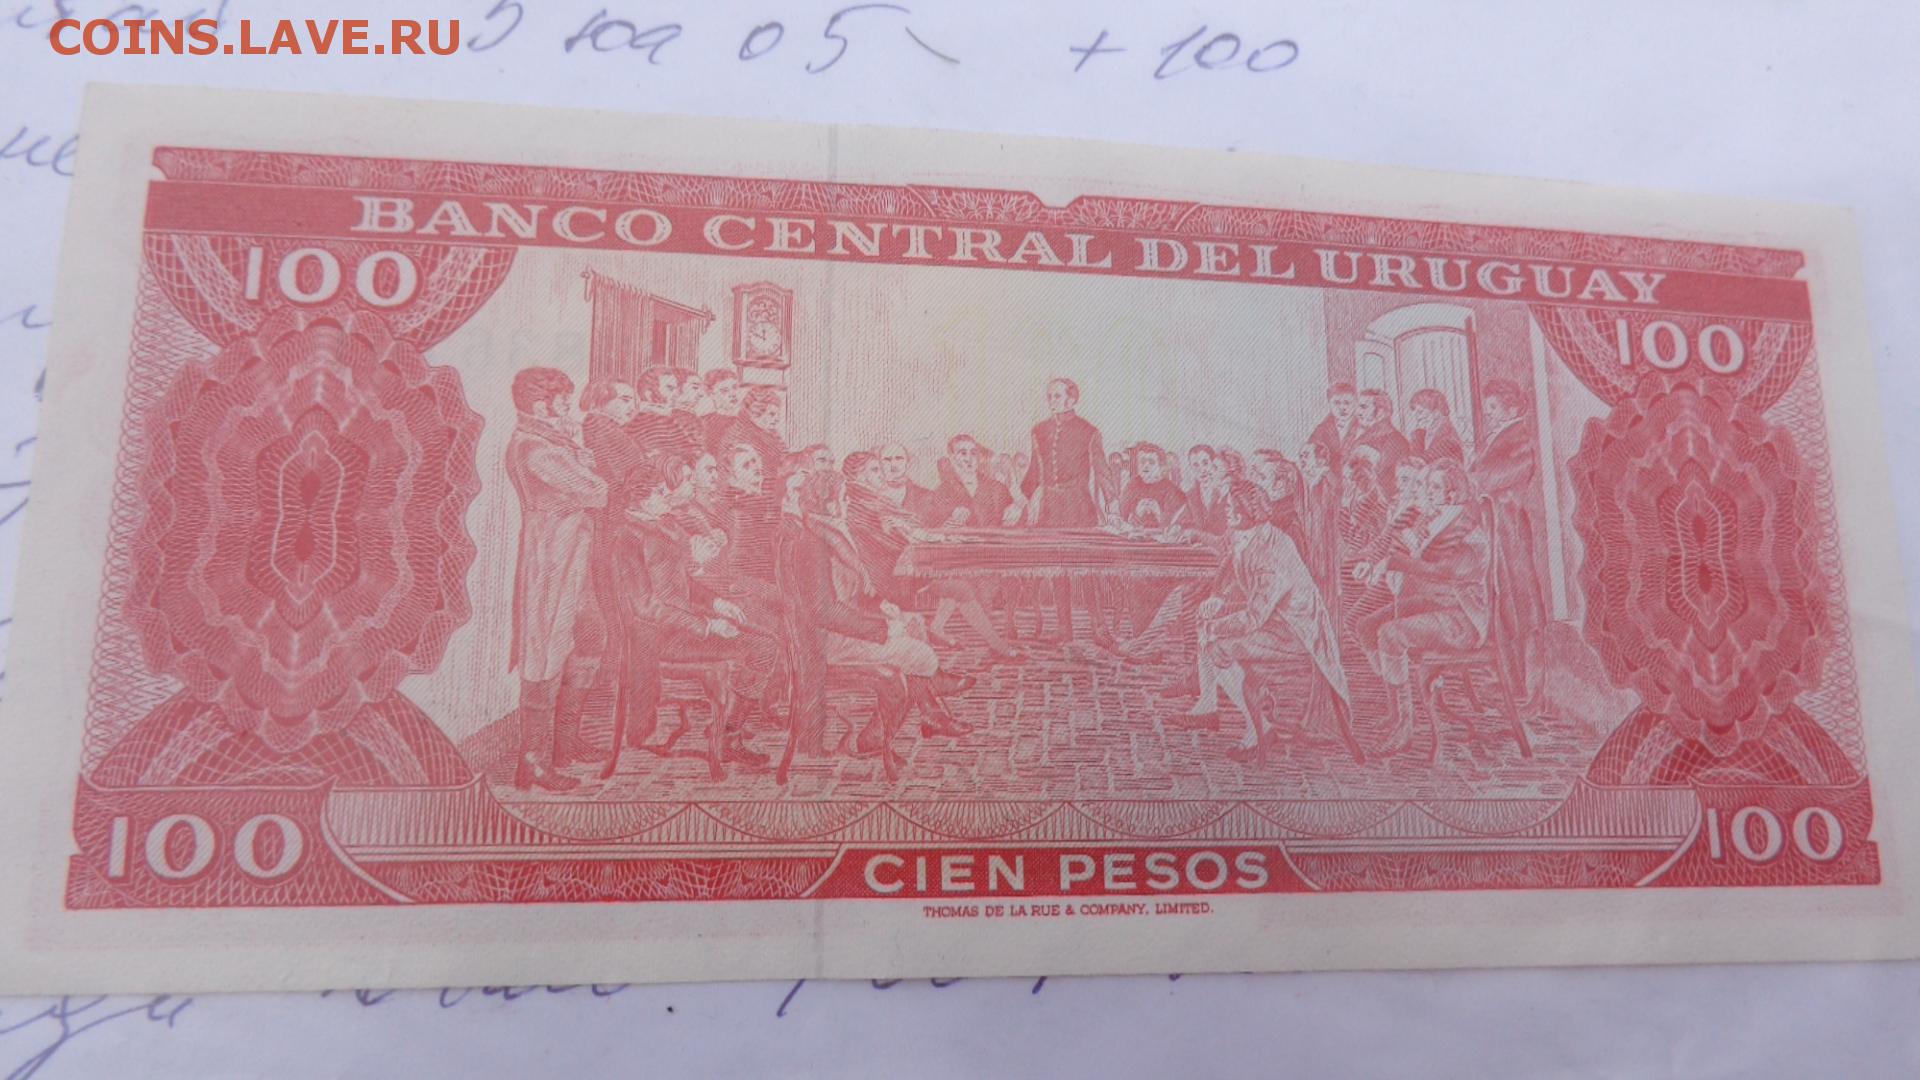 COINS.LAVE.RU
05 + 100
BANCO CENTRAL DEL URUGUAY
100
100
100
100
CIEN PESOS
THOMAS DE LA RUE & COMPANY, LIMITED.